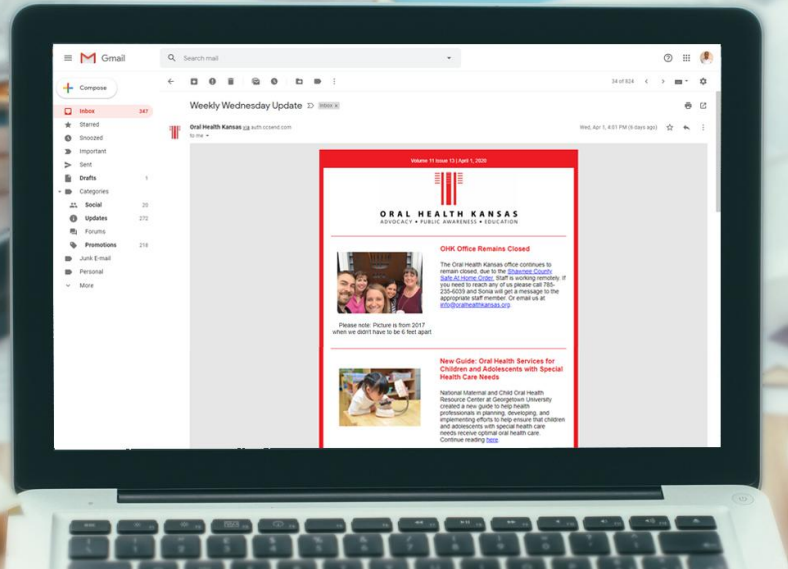 Gmail
Search mail
Compose
34 of 824
Inbox 247
Starred
Snoozed
Important
Sent
Drafts 1
Categories
Social 20
Updates 272
Forums
Promotions 218
Junk E-mail
Personal
More
Weekly Wednesday Update Inbox x
Oral Health Kansas via auth.ccsend.com
to me
Wed, Apr 1, 4:01 PM (6 days ago)
Volume 11 Issue 13 | April 1, 2020
ORAL HEALTH KANSAS
ADVOCACY • PUBLIC AWARENESS • EDUCATION
OHK Office Remains Closed
The Oral Health Kansas office continues to
remain closed, due to the Shawnee County
Safe At Home Order. Staff is working remotely. If
you need to reach any of us please call 785-
235-6039 and Sonia will get a message to the
appropriate staff member. Or email us at
info@oralhealthkansas.org.
Please note: Picture is from 2017
when we didn't have to be 6 feet apart
New Guide: Oral Health Services for
Children and Adolescents with Special
Health Care Needs
National Maternal and Child Oral Health
Resource Center at Georgetown University
created a new guide to help health
professionals in planning, developing, and
implementing efforts to help ensure that children
and adolescents with special health care
needs receive optimal oral health care.
Continue reading here.